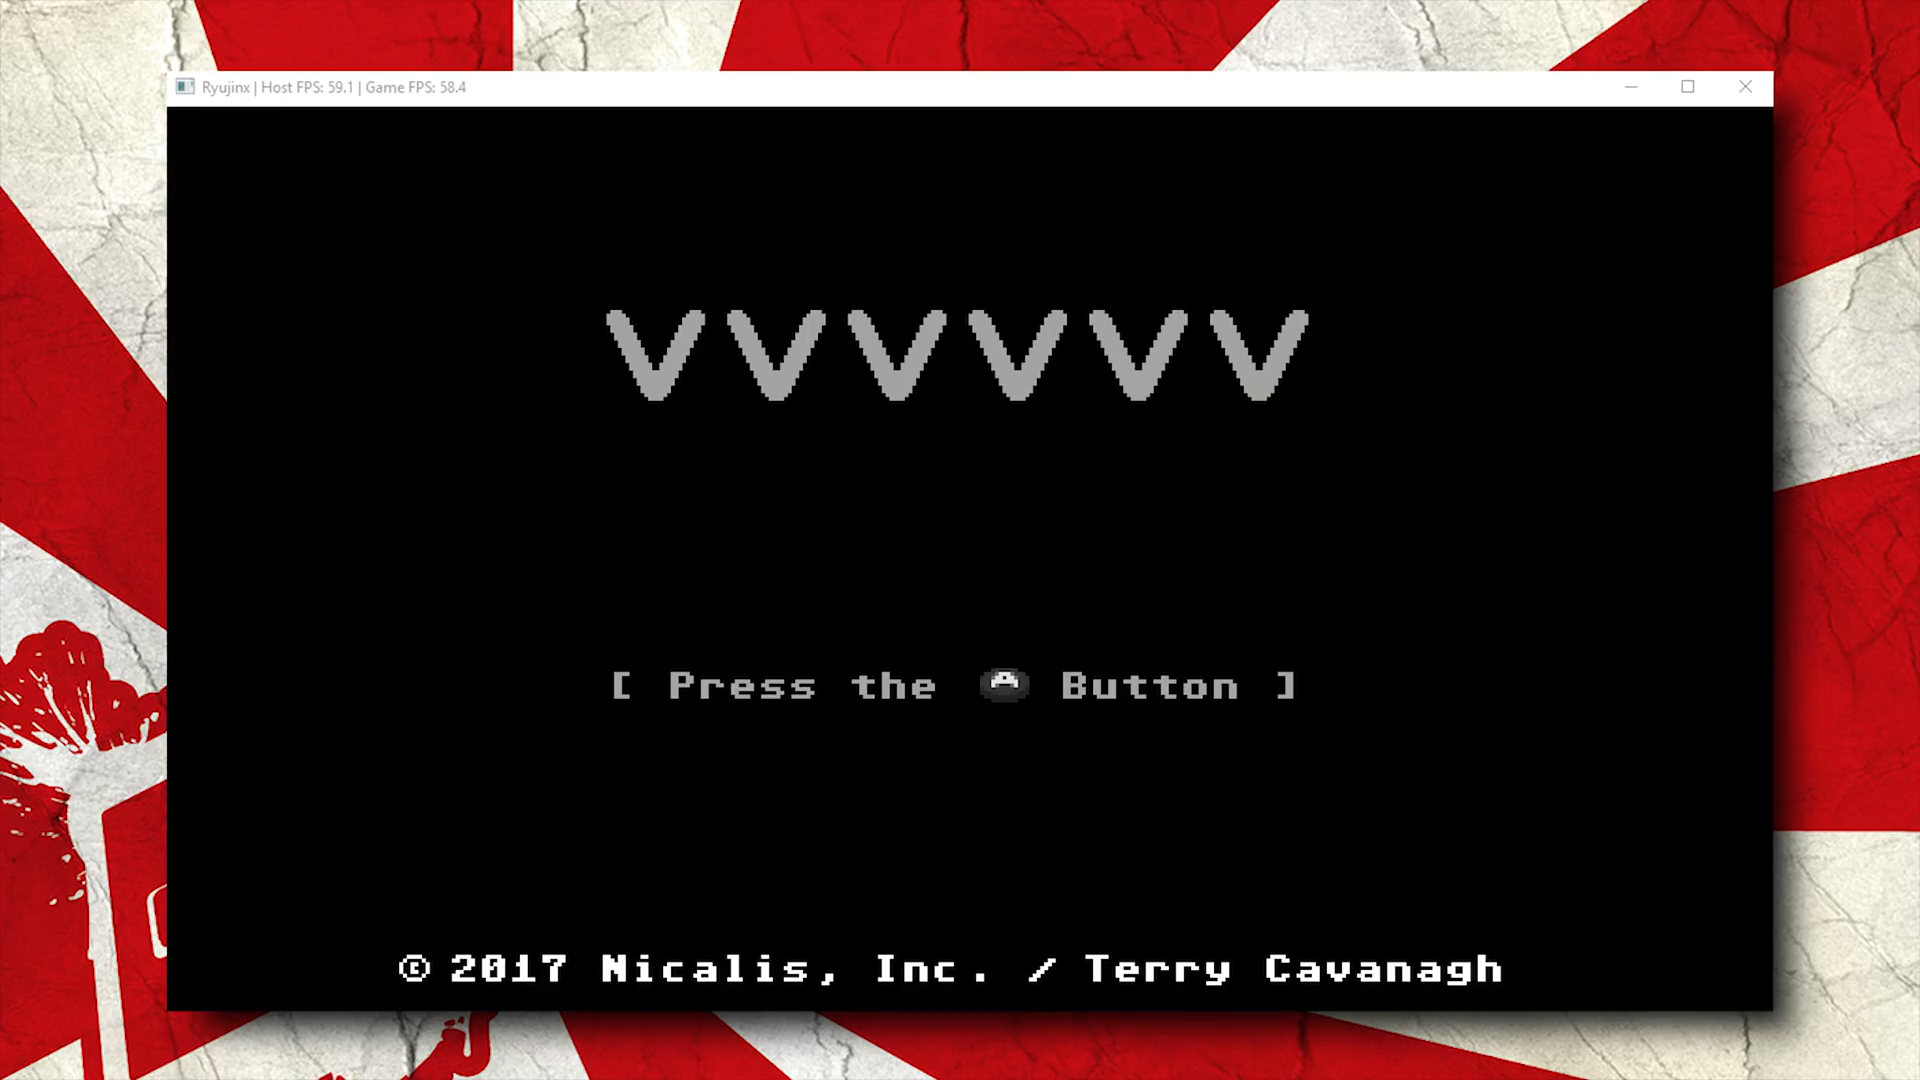 Ryujinx | Host FPS: 59.1 | Game FPS: 58.4
VVVVVV
[ Press the A Button ]
© 2017 Nicalis, Inc. / Terry Cavanagh